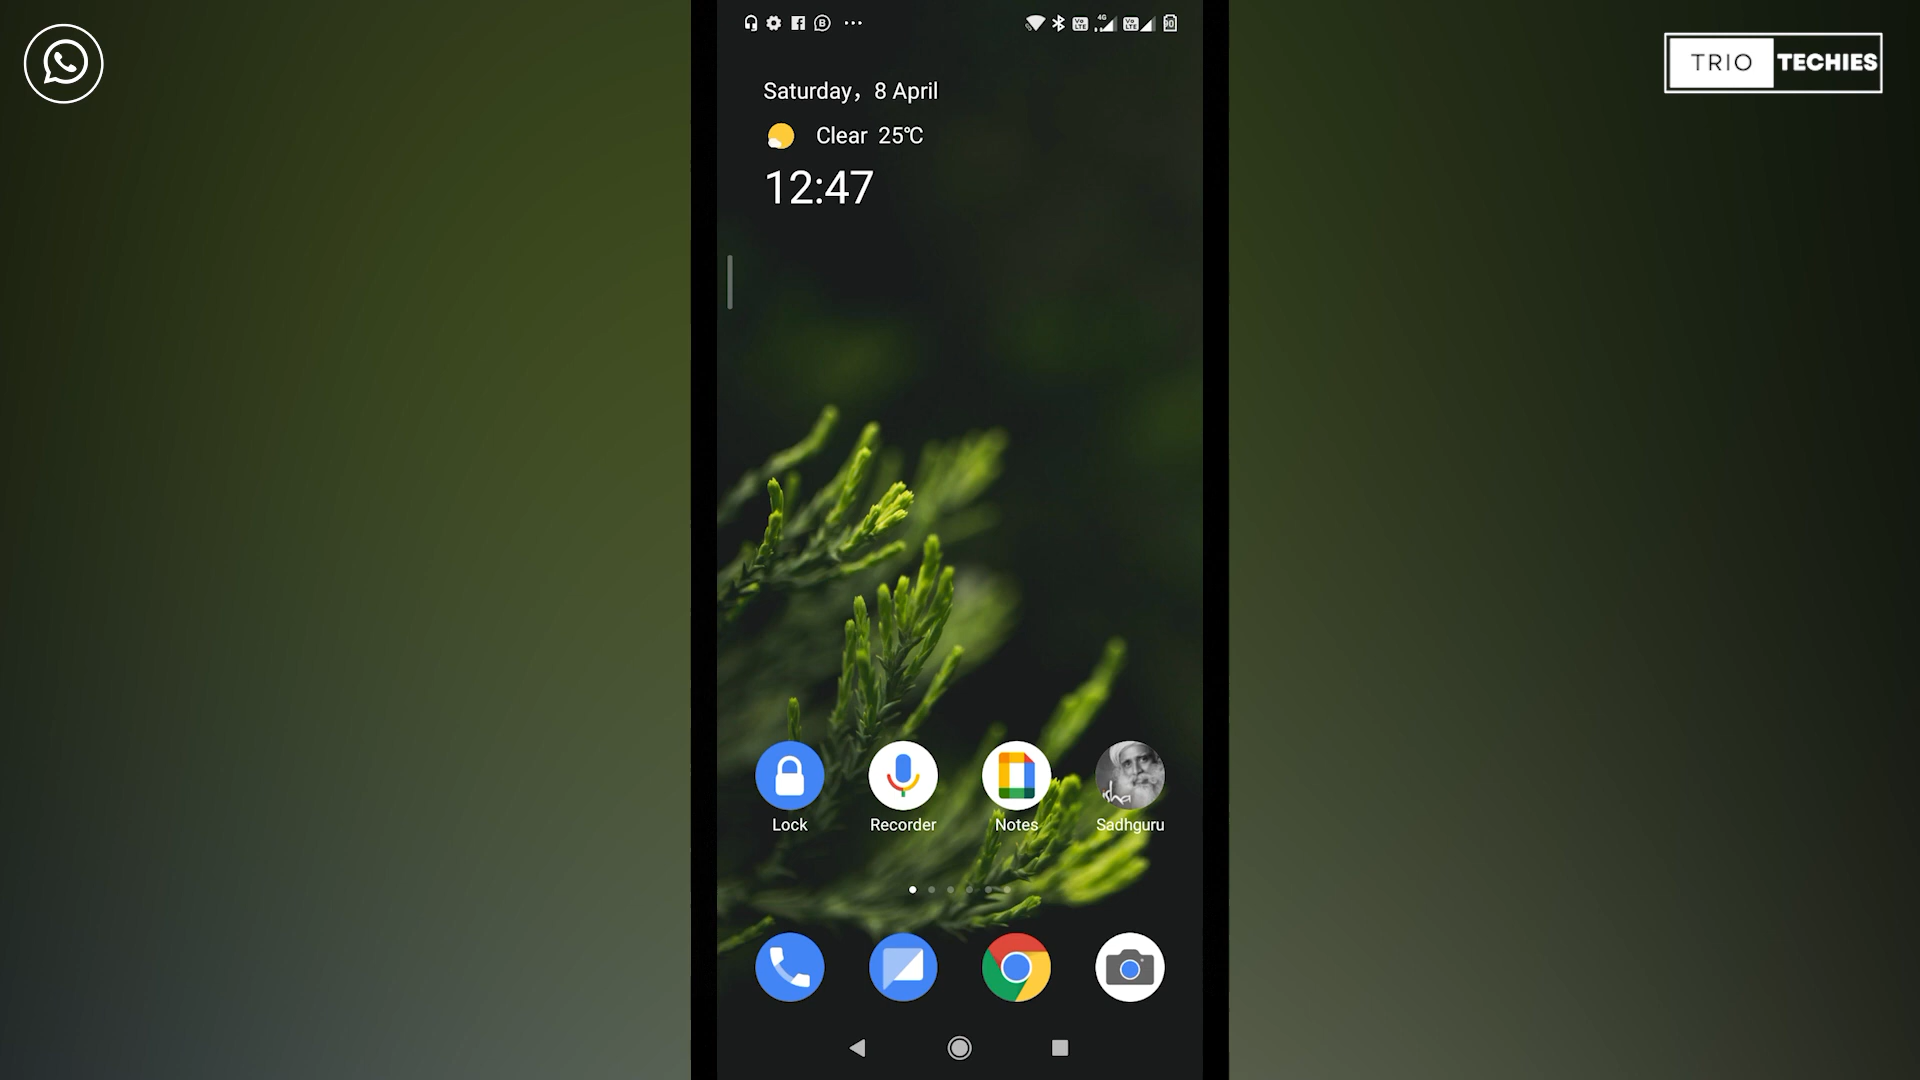 TRIO TECHIES
Saturday, 8 April
Clear 25℃
12:47
Lock
Recorder
Notes
Sadhguru